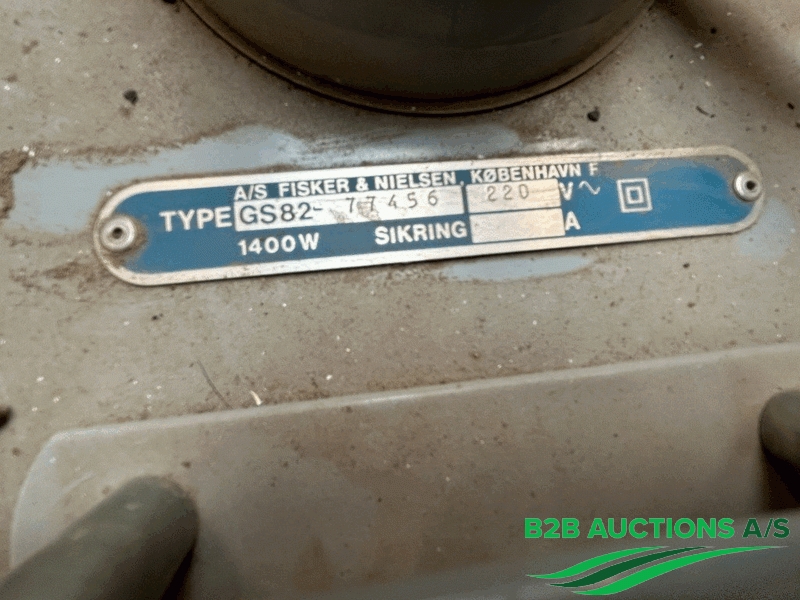 A/S FISKER & NIELSEN, KØBENHAVN F
TYPE GS82- 77456 220 V~
1400W SIKRING A
B2B AUCTIONS A/S